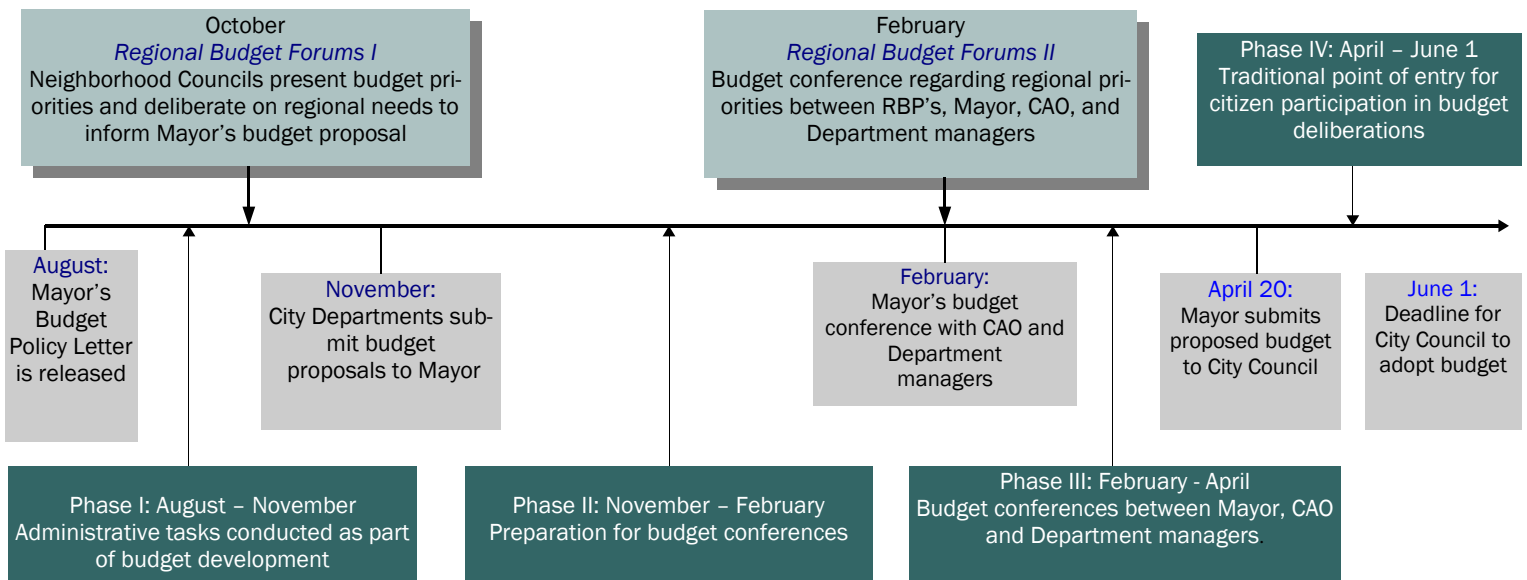 October
Regional Budget Forums I
Neighborhood Councils present budget pri-
orities and deliberate on regional needs to
inform Mayor’s budget proposal
February
Regional Budget Forums II
Budget conference regarding regional pri-
orities between RBP’s, Mayor, CAO, and
Department managers
Phase IV: April – June 1
Traditional point of entry for
citizen participation in budget
deliberations
August:
Mayor’s
Budget
Policy Letter
is released
November:
City Departments sub-
mit budget
proposals to Mayor
February:
Mayor’s budget
conference with CAO and
Department
managers
April 20:
Mayor submits
proposed budget
to City Council
June 1:
Deadline for
City Council to
adopt budget
Phase I: August – November
Administrative tasks conducted as part
of budget development
Phase II: November – February
Preparation for budget conferences
Phase III: February - April
Budget conferences between Mayor, CAO
and Department managers.